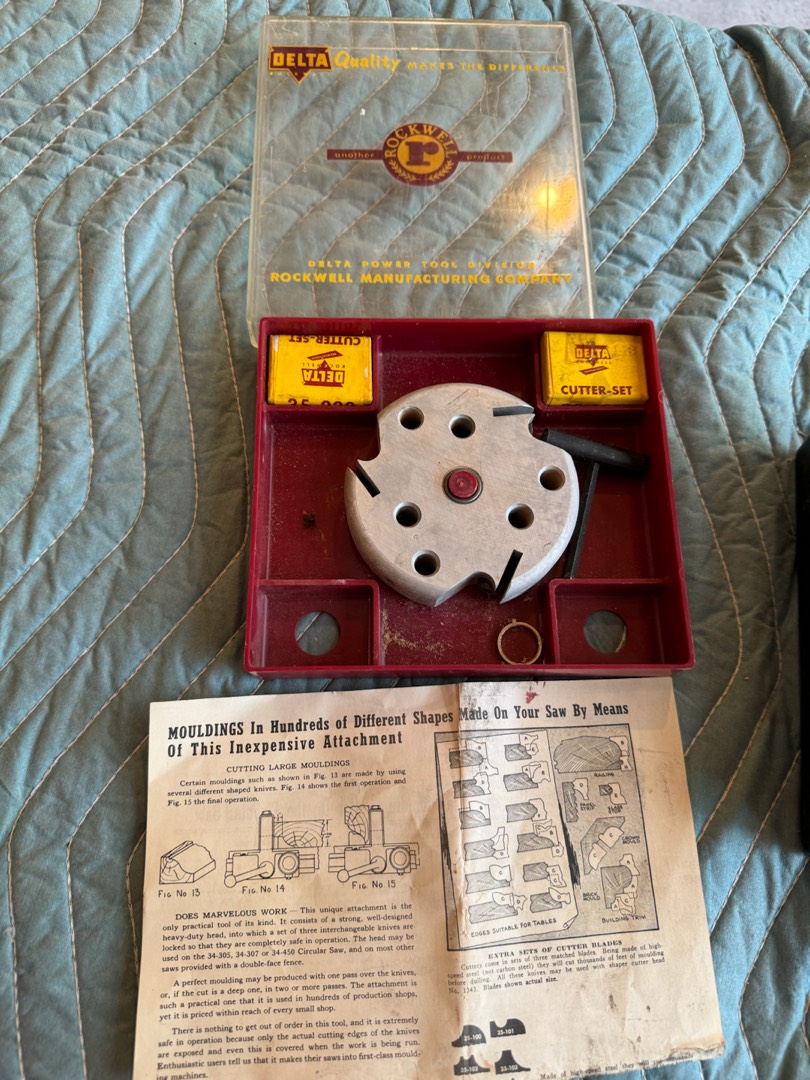 DELTA Quality MAKES THE DIFFERENCE
ROCKWELL
another r product
DELTA POWER TOOL DIVISION
ROCKWELL MANUFACTURING COMPANY
CUTTER-SET
DELTA
ROCKWELL
DELTA
CUTTER-SET
MOULDINGS In Hundreds of Different Shapes Made On Your Saw By Means
Of This Inexpensive Attachment
CUTTING LARGE MOULDINGS
Certain mouldings such as shown in Fig. 13 are made by using
several different shaped knives. Fig. 14 shows the first operation and
Fig. 15 the final operation.
FIG. NO 13
FIG. NO. 14
FIG. NO. 15
DOES MARVELOUS WORK — This unique attachment is the
only practical tool of its kind. It consists of a strong, well-designed
heavy-duty head, into which a set of three interchangeable knives are
locked so that they are completely safe in operation. The head may be
used on the 34-305, 34-307 or 34-450 Circular Saw, and on most other
saws provided with a double-face fence.
A perfect moulding may be produced with one pass over the knives,
or, if the cut is a deep one, in two or more passes. The attachment is
such a practical one that it is used in hundreds of production shops,
yet it is priced within reach of every small shop.
There is nothing to get out of order in this tool, and it is extremely
safe in operation because only the actual cutting edges of the knives
are exposed and even this is covered when the work is being run.
Enthusiastic users tell us that it makes their saws into first-class mould-
ing machines.
RAILING
CROWN
MOULD
BRICK
MOULD
EDGES SUITABLE FOR TABLES
BUILDING TRIM
EXTRA SETS OF CUTTER BLADES
Cutters come in sets of three matched blades. Being made of high-
speed steel (not carbon steel) they will cut thousands of feet of moulding
before dulling. All these knives may be used with shaper cutter head
No. 1343. Blades shown actual size.
35-100
35-101
35-102
35-103
Made of high-speed steel they will